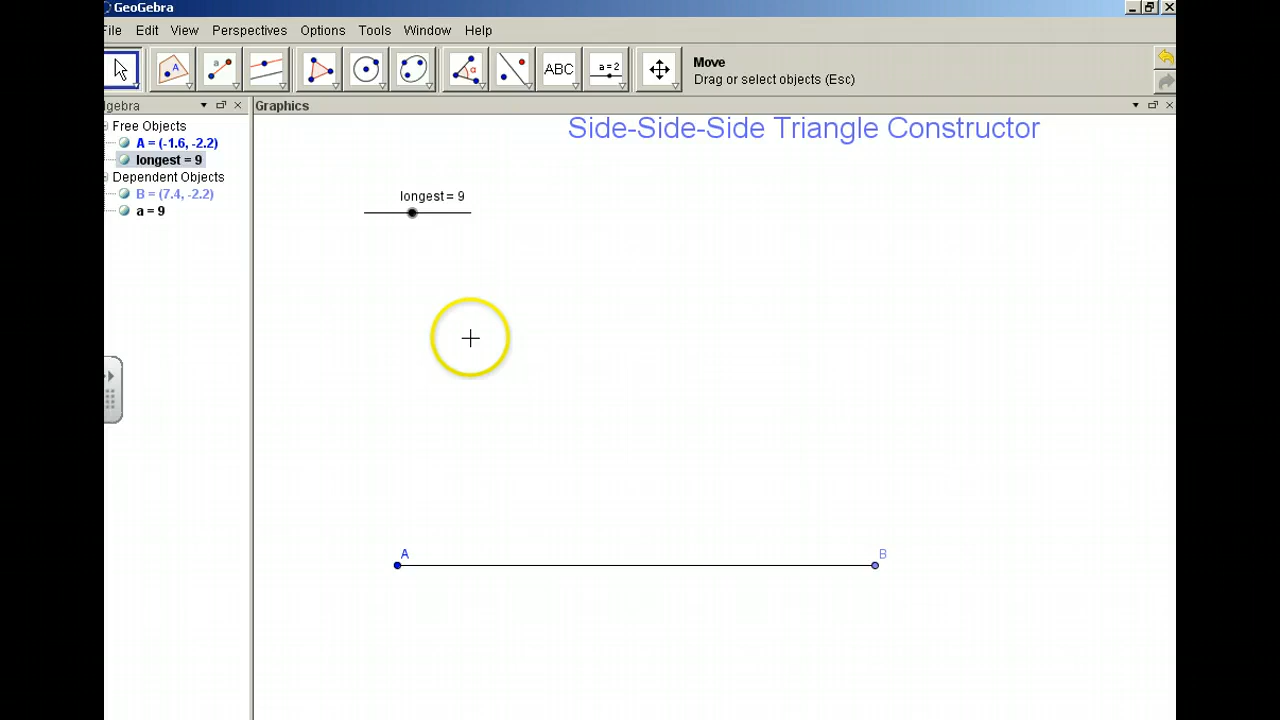 GeoGebra
File Edit View Perspectives Options Tools Window Help
A a α ABC a = 2 Move
Drag or select objects (Esc)
lgebra Graphics
Free Objects
A = (-1.6, -2.2)
longest = 9
Dependent Objects
B = (7.4, -2.2)
a = 9
Side-Side-Side Triangle Constructor
longest = 9
A B